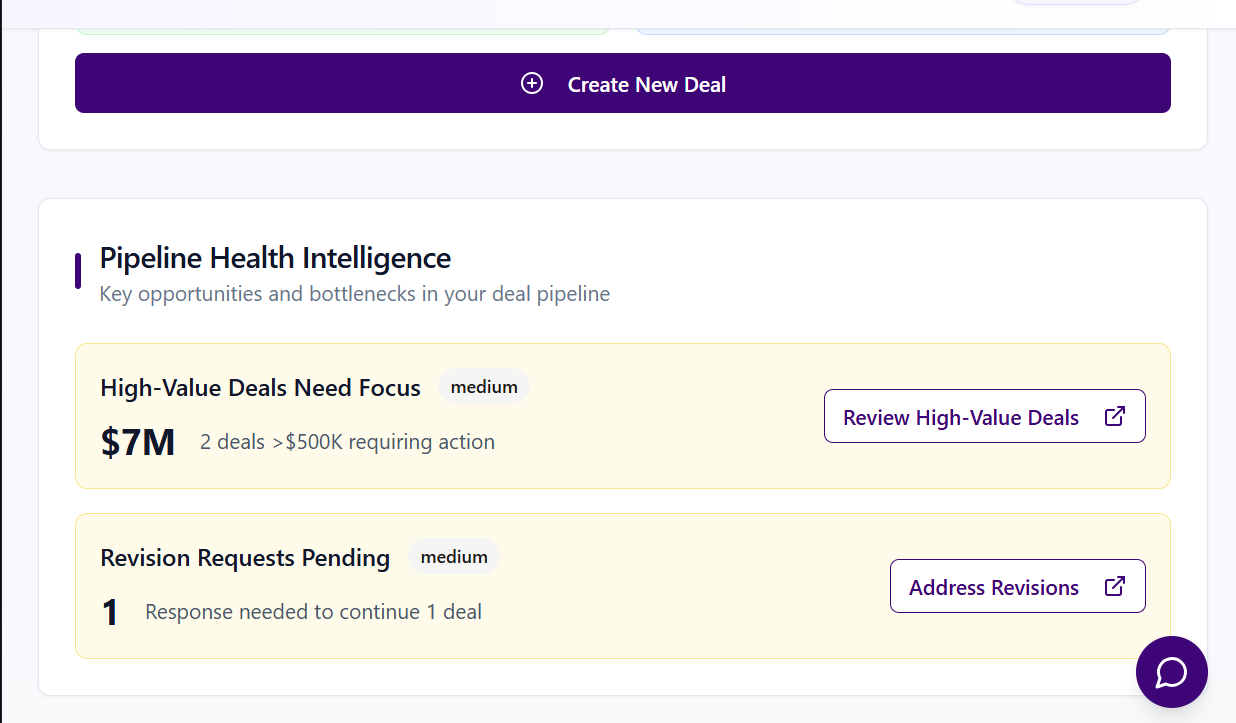 Create New Deal
Pipeline Health Intelligence
Key opportunities and bottlenecks in your deal pipeline
High-Value Deals Need Focus medium
$7M 2 deals >$500K requiring action
Review High-Value Deals
Revision Requests Pending medium
1 Response needed to continue 1 deal
Address Revisions